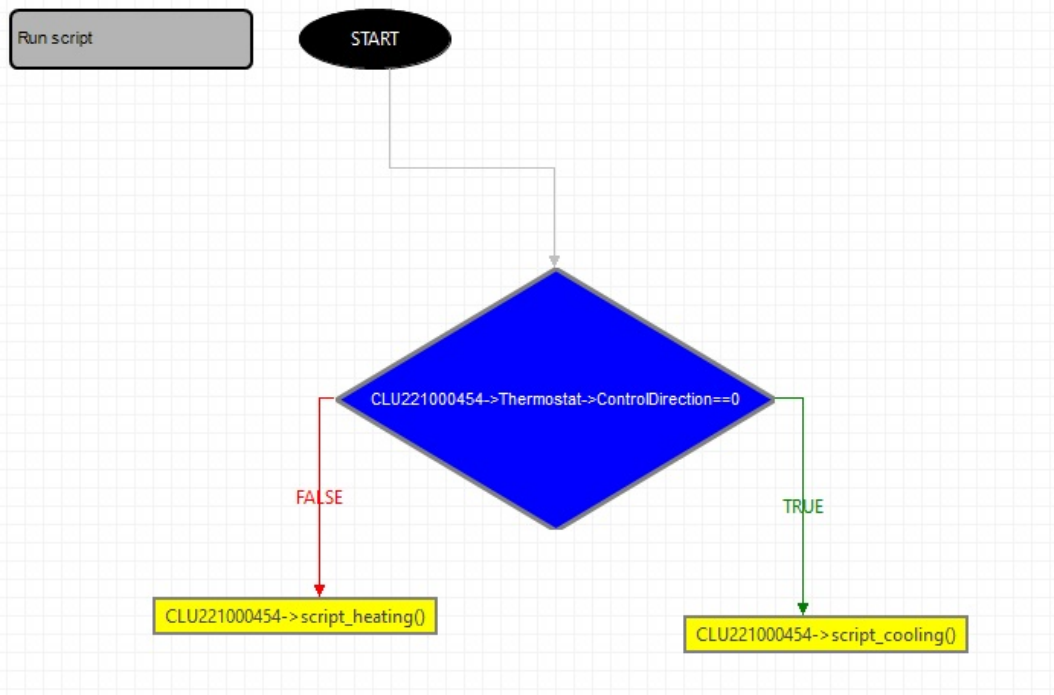 Run script
START
CLU221000454->Thermostat->ControlDirection==0
FALSE
TRUE
CLU221000454->script_heating()
CLU221000454->script_cooling()